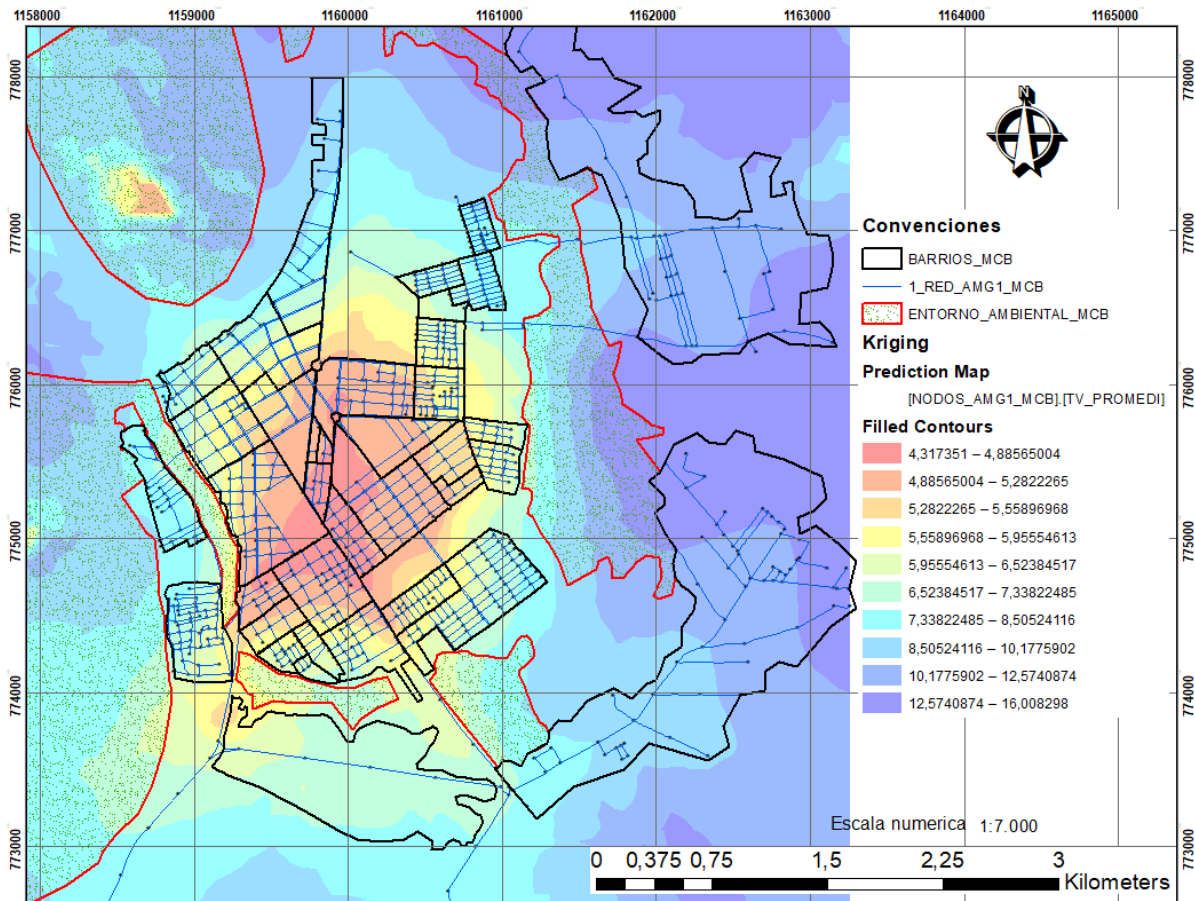 1158000 1159000 1160000 1161000 1162000 1163000 1164000 1165000
778000 778000
N
777000 777000
Convenciones
BARRIOS_MCB
1_RED_AMG1_MCB
ENTORNO_AMBIENTAL_MCB
Kriging
Prediction Map
[NODOS_AMG1_MCB].[TV_PROMEDI]
Filled Contours
4,317351 – 4,88565004
4,88565004 – 5,2822265
5,2822265 – 5,55896968
5,55896968 – 5,95554613
5,95554613 – 6,52384517
6,52384517 – 7,33822485
7,33822485 – 8,50524116
8,50524116 – 10,1775902
10,1775902 – 12,5740874
12,5740874 – 16,008298
776000 776000
775000 775000
774000 774000
773000 773000
Escala numerica 1:7.000
0 0,375 0,75 1,5 2,25 3
Kilometers